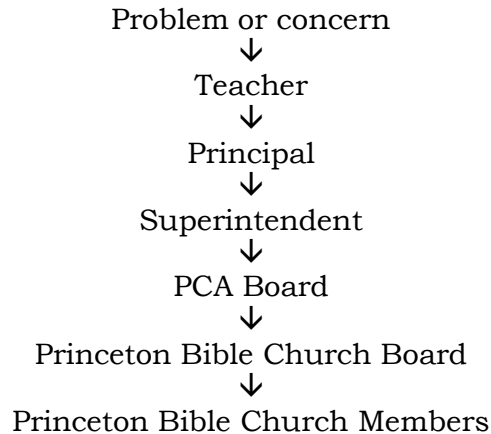 Problem or concern
↓
Teacher
↓
Principal
↓
Superintendent
↓
PCA Board
↓
Princeton Bible Church Board
↓
Princeton Bible Church Members